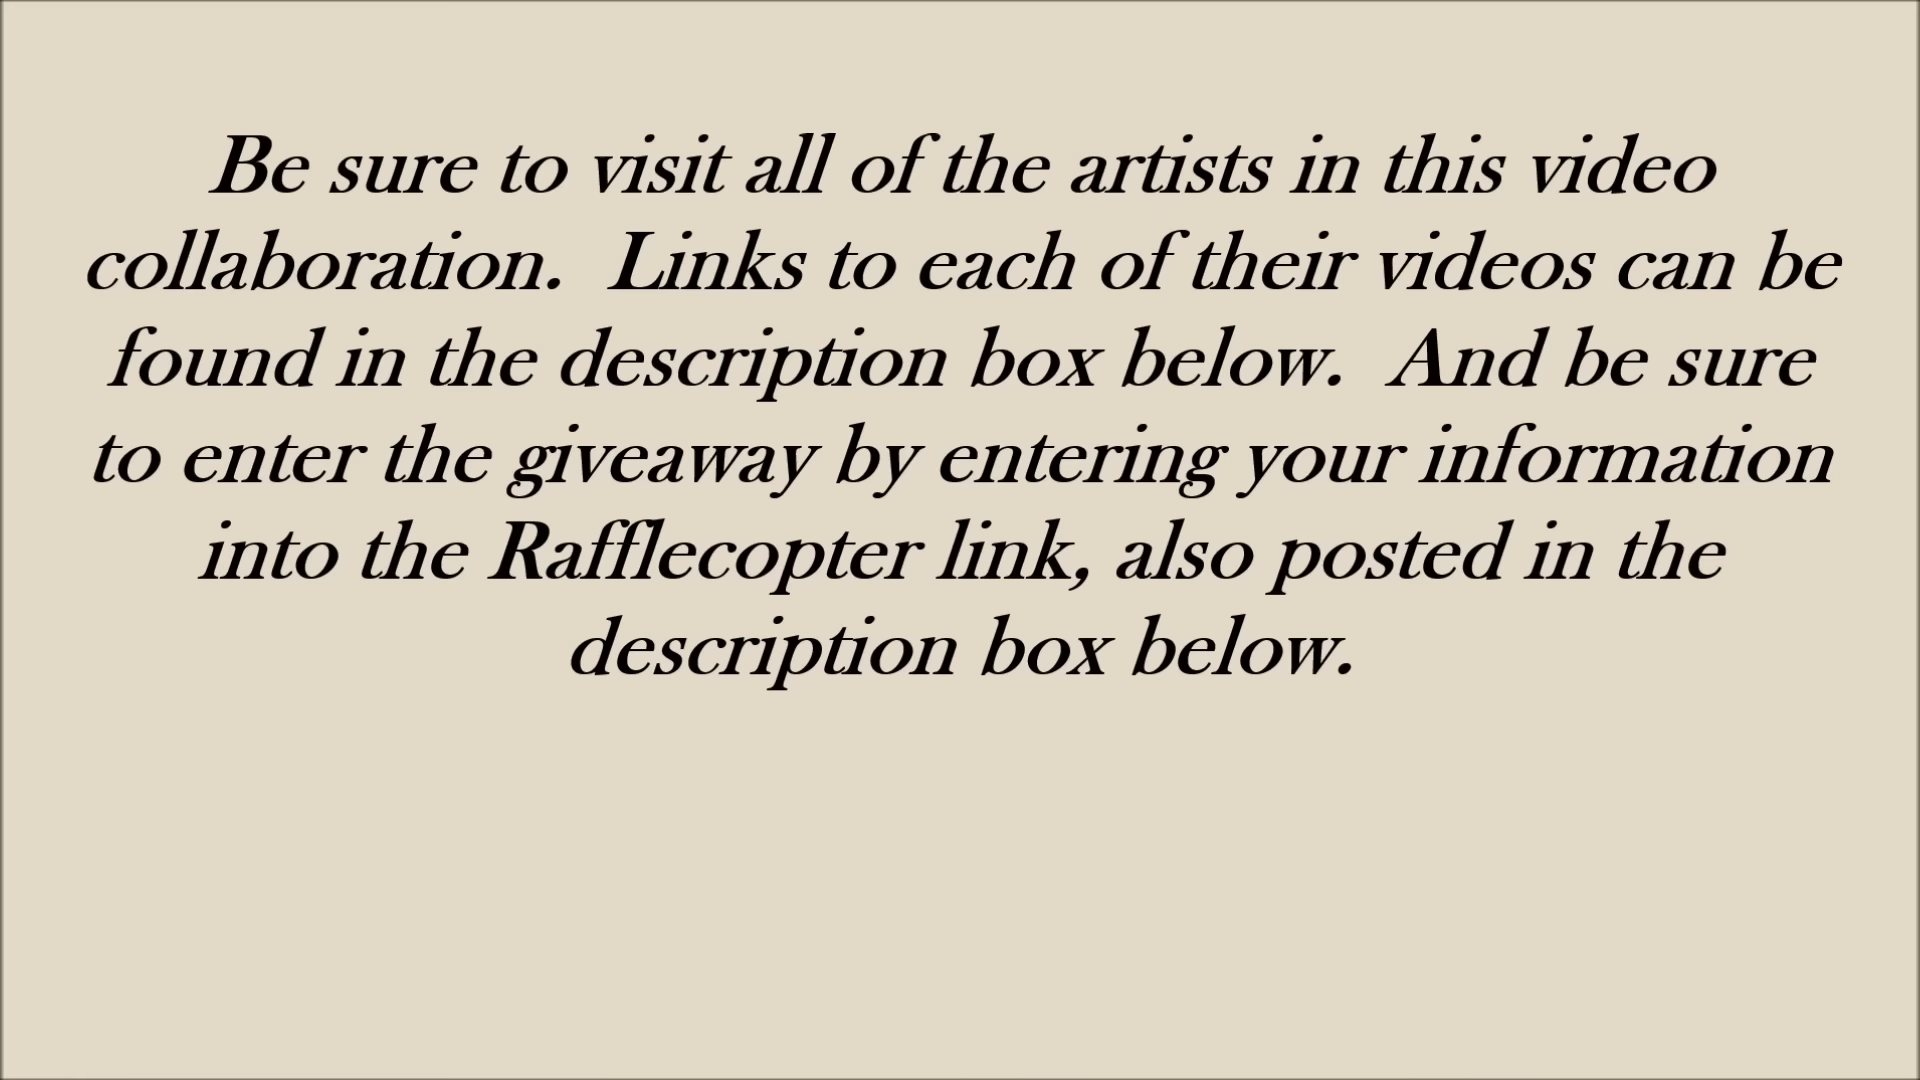 Be sure to visit all of the artists in this video
collaboration.  Links to each of their videos can be
found in the description box below.  And be sure
to enter the giveaway by entering your information
into the Rafflecopter link, also posted in the
description box below.